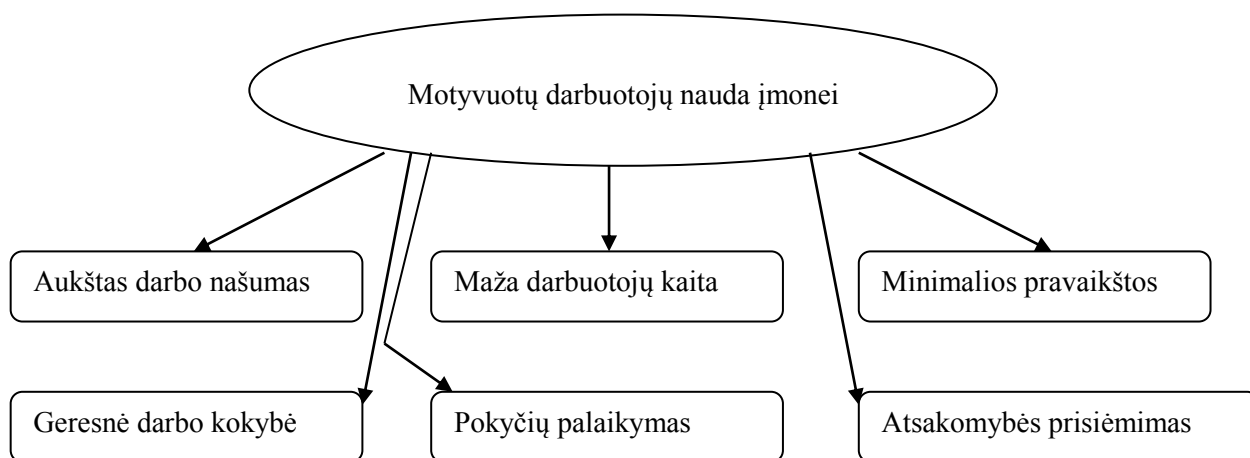 Motyvuotų darbuotojų nauda įmonei
Aukštas darbo našumas
Maža darbuotojų kaita
Minimalios pravaikštos
Geresnė darbo kokybė
Pokyčių palaikymas
Atsakomybės prisiėmimas